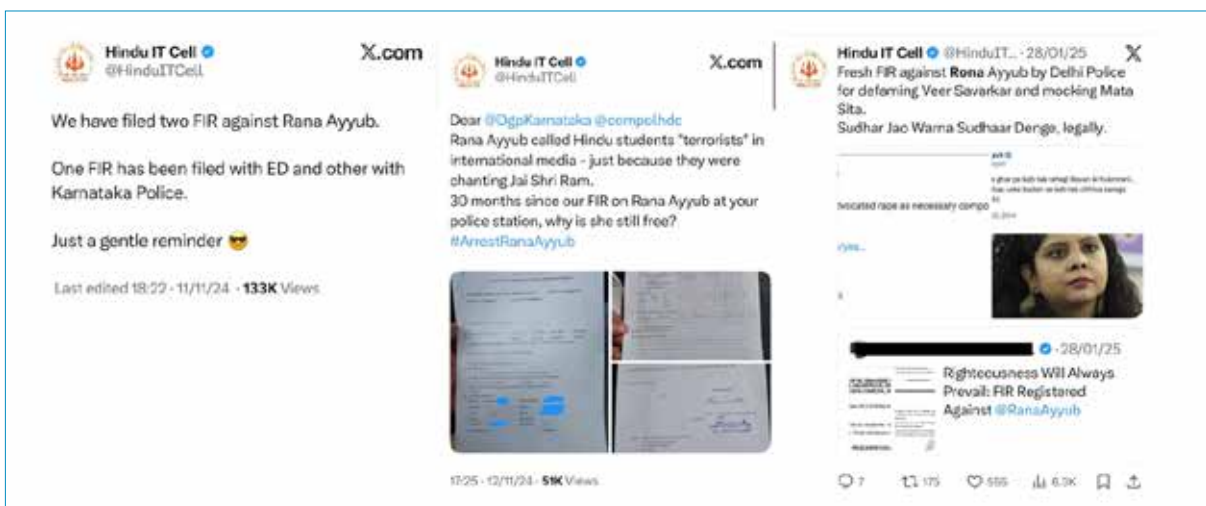 Hindu IT Cell
@HinduITCell
X.com
We have filed two FIR against Rana Ayyub.
One FIR has been filed with ED and other with
Karnataka Police.
Just a gentle reminder 😎
Last edited 18:22 · 11/11/24 · 133K Views
Hindu IT Cell
@HinduITCell
X.com
Dear @DgpKarnataka @compolhdc
Rana Ayyub called Hindu students "terrorists" in
international media - just because they were
chanting Jai Shri Ram.
30 months since our FIR on Rana Ayyub at your
police station, why is she still free?
#ArrestRanaAyyub
17:25 · 12/11/24 · 51K Views
Hindu IT Cell @HinduIT... · 28/01/25
Fresh FIR against Rona Ayyub by Delhi Police
for defaming Veer Savarkar and mocking Mata
Sita.
Sudhar Jao Warna Sudhaar Denge, legally.
advocated rape as necessary compo
/yes...
· 28/01/25
Righteousness Will Always
Prevail: FIR Registered
Against @RanaAyyub
7 175 555 6.3K